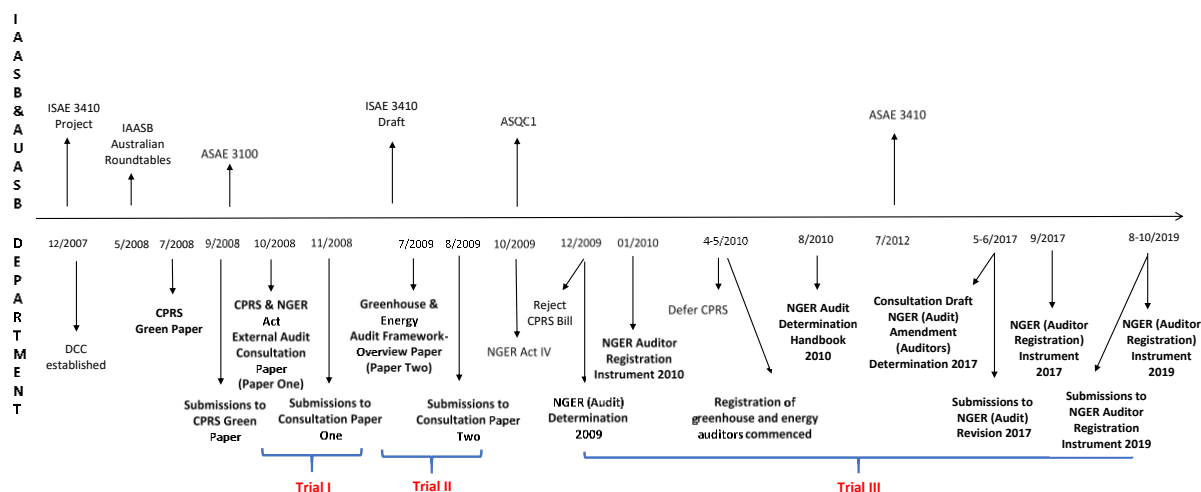 I
A
A
S
B
&
A
U
A
S
B
ISAE 3410
Project
IAASB
Australian
Roundtables
ASAE 3100
ISAE 3410
Draft
ASQC1
ASAE 3410
D
E
P
A
R
T
M
E
N
T
12/2007
5/2008
7/2008
9/2008
10/2008
11/2008
7/2009
8/2009
10/2009
12/2009
01/2010
4-5/2010
8/2010
7/2012
5-6/2017
9/2017
8-10/2019
DCC
established
CPRS
Green Paper
Submissions to
CPRS Green
Paper
CPRS & NGER
Act
External Audit
Consultation
Paper
(Paper One)
Submissions to
Consultation Paper
One
Greenhouse &
Energy
Audit Framework-
Overview Paper
(Paper Two)
Submissions to
Consultation Paper
Two
NGER Act IV
Reject
CPRS Bill
NGER (Audit)
Determination
2009
NGER Auditor
Registration
Instrument 2010
Defer CPRS
Registration of
greenhouse and energy
auditors commenced
NGER Audit
Determination
Handbook
2010
Consultation Draft
NGER (Audit)
Amendment
(Auditors)
Determination 2017
Submissions to
NGER (Audit)
Revision 2017
NGER (Auditor
Registration)
Instrument
2017
Submissions to
NGER Auditor
Registration
Instrument 2019
NGER (Auditor
Registration)
Instrument
2019
Trial I
Trial II
Trial III